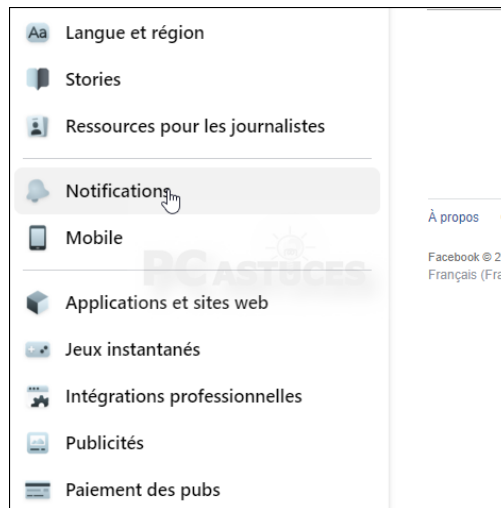 Aa Langue et région
Stories
Ressources pour les journalistes
Notifications
Mobile
PC ASTUCES
Applications et sites web
Jeux instantanés
Intégrations professionnelles
Publicités
Paiement des pubs
À propos
Facebook © 2
Français (Fra